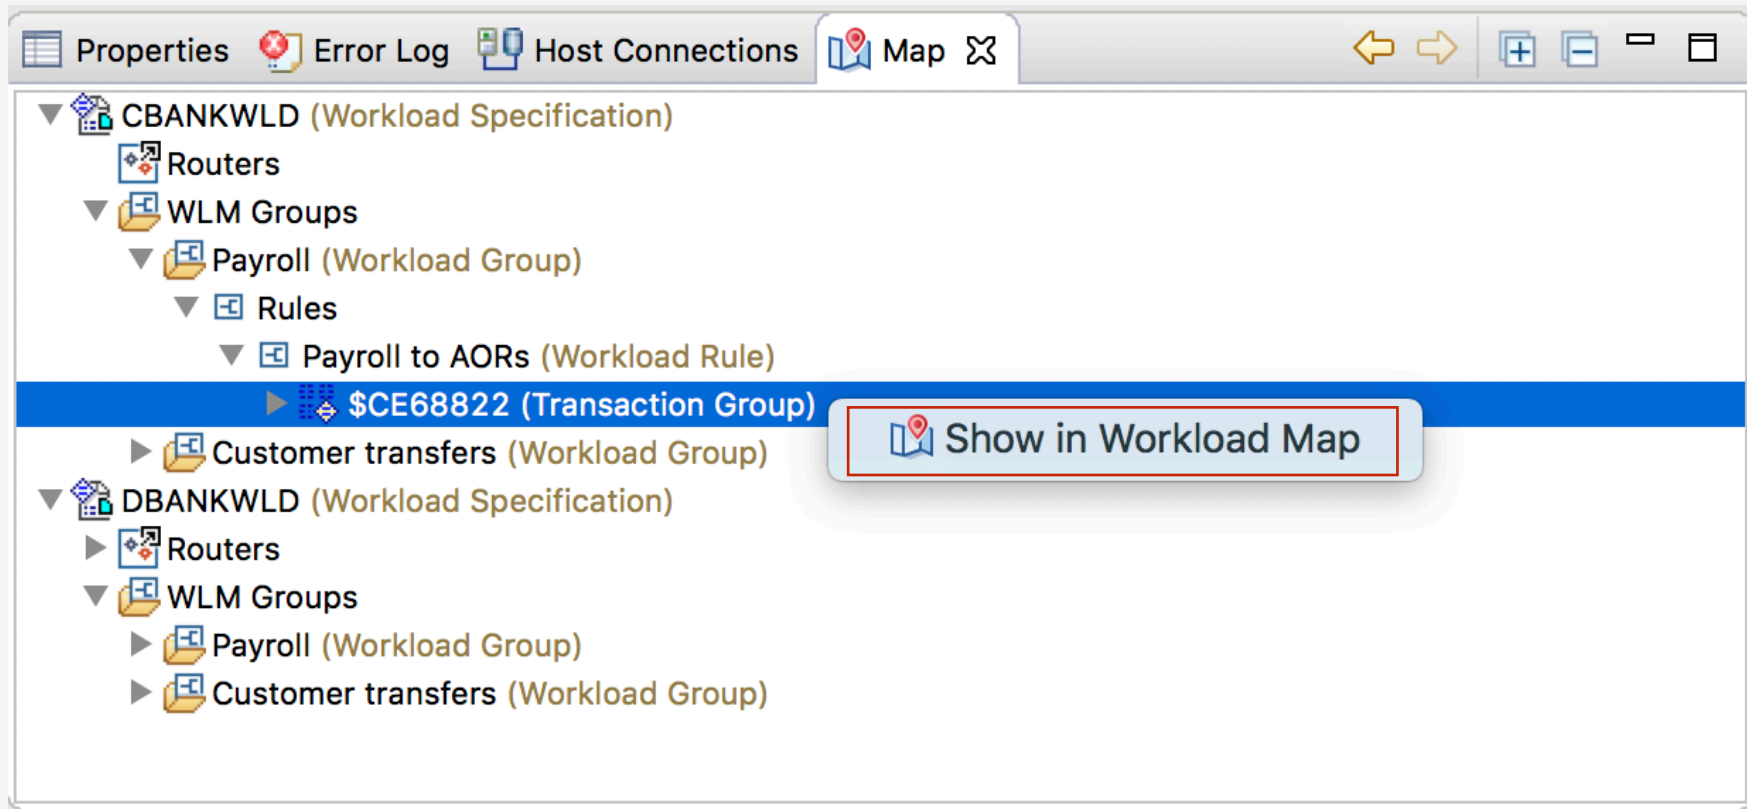 Properties Error Log Host Connections Map
CBANKWLD (Workload Specification)
Routers
WLM Groups
Payroll (Workload Group)
Rules
Payroll to AORs (Workload Rule)
$CE68822 (Transaction Group)
Show in Workload Map
Customer transfers (Workload Group)
DBANKWLD (Workload Specification)
Routers
WLM Groups
Payroll (Workload Group)
Customer transfers (Workload Group)